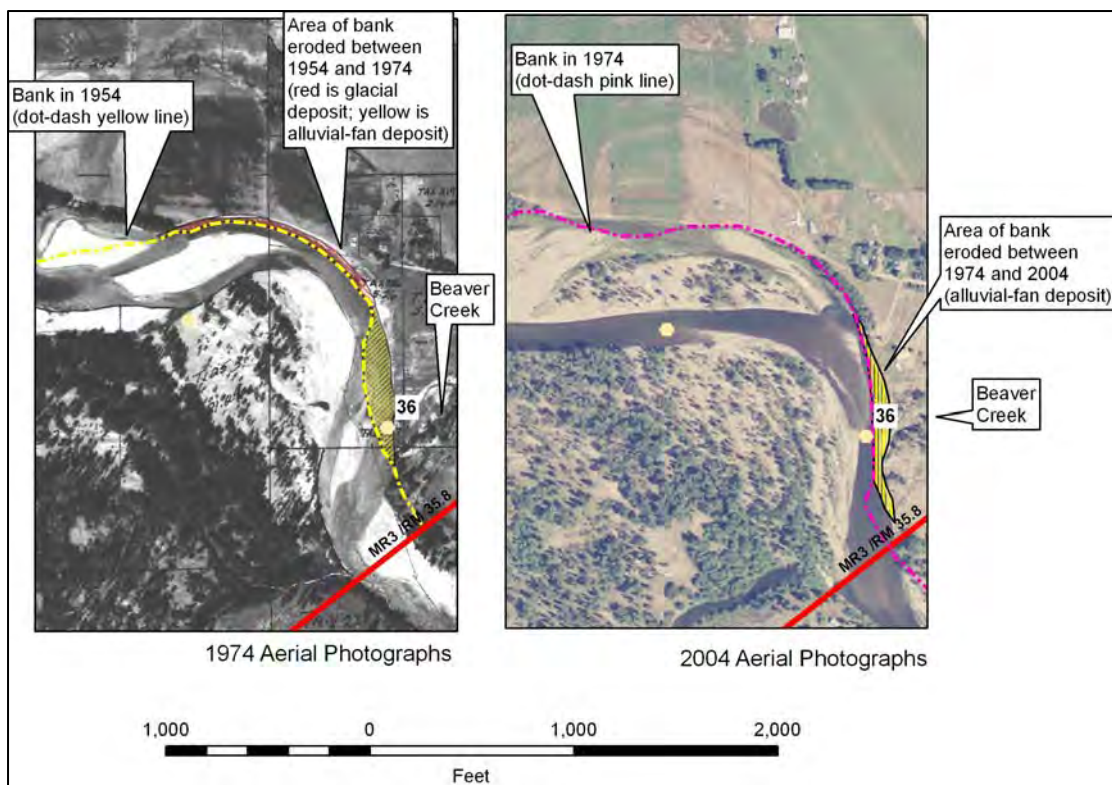 Area of bank
eroded between
1954 and 1974
(red is glacial
deposit; yellow is
alluvial-fan deposit)
Bank in 1954
(dot-dash yellow line)
Beaver
Creek
36
MR3 /RM 35.8
1974 Aerial Photographs
Bank in 1974
(dot-dash pink line)
Area of bank
eroded between
1974 and 2004
(alluvial-fan deposit)
Beaver
Creek
36
MR3 /RM 35.8
2004 Aerial Photographs
1,000 0 1,000 2,000
Feet